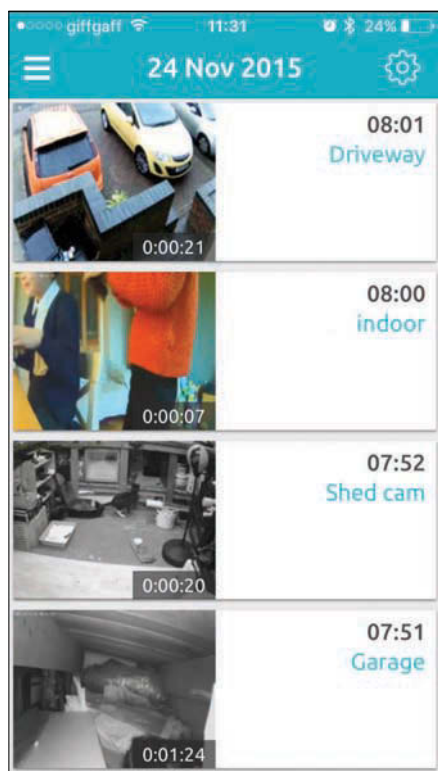 giffgaff 11:31 24%
24 Nov 2015
08:01
Driveway
0:00:21
08:00
indoor
0:00:07
07:52
Shed cam
0:00:20
07:51
Garage
0:01:24